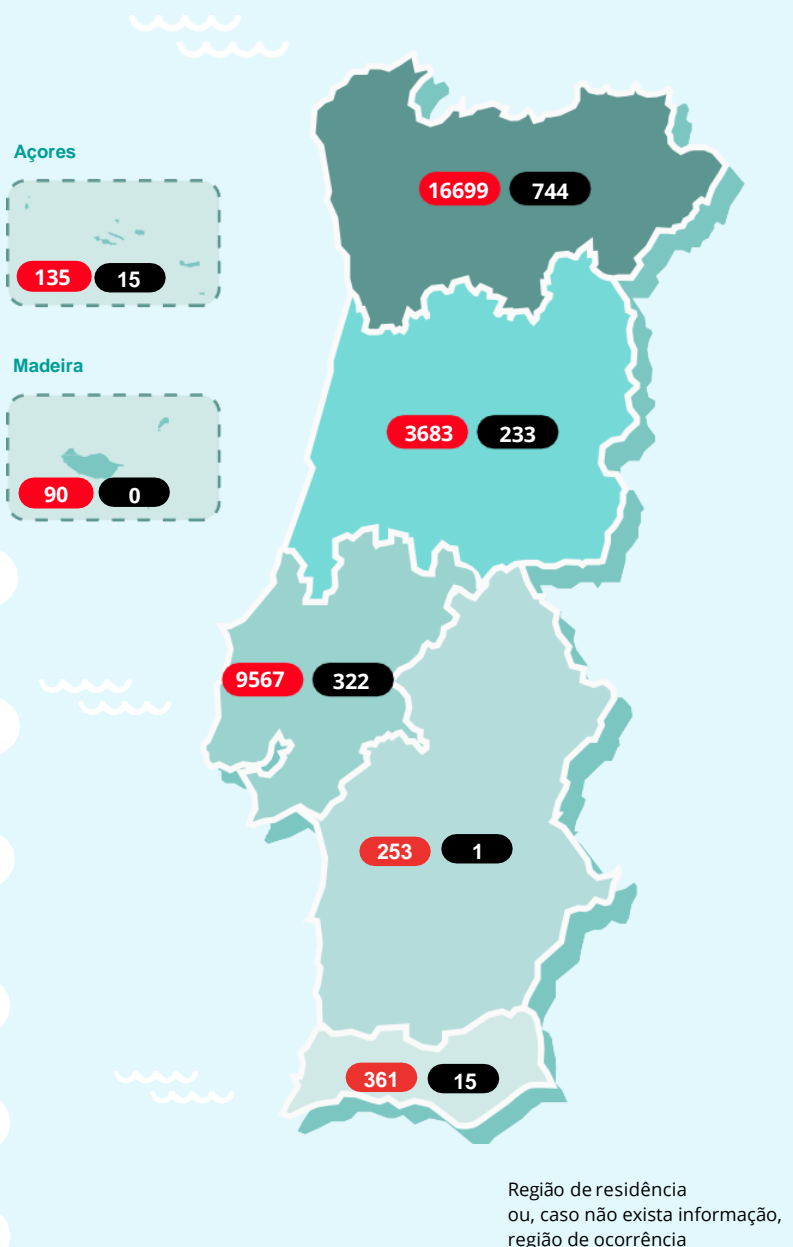 Açores
16699 744
135 15
Madeira
3683 233
90 0
9567 322
253 1
361 15
Região de residência
ou, caso não exista informação,
região de ocorrência